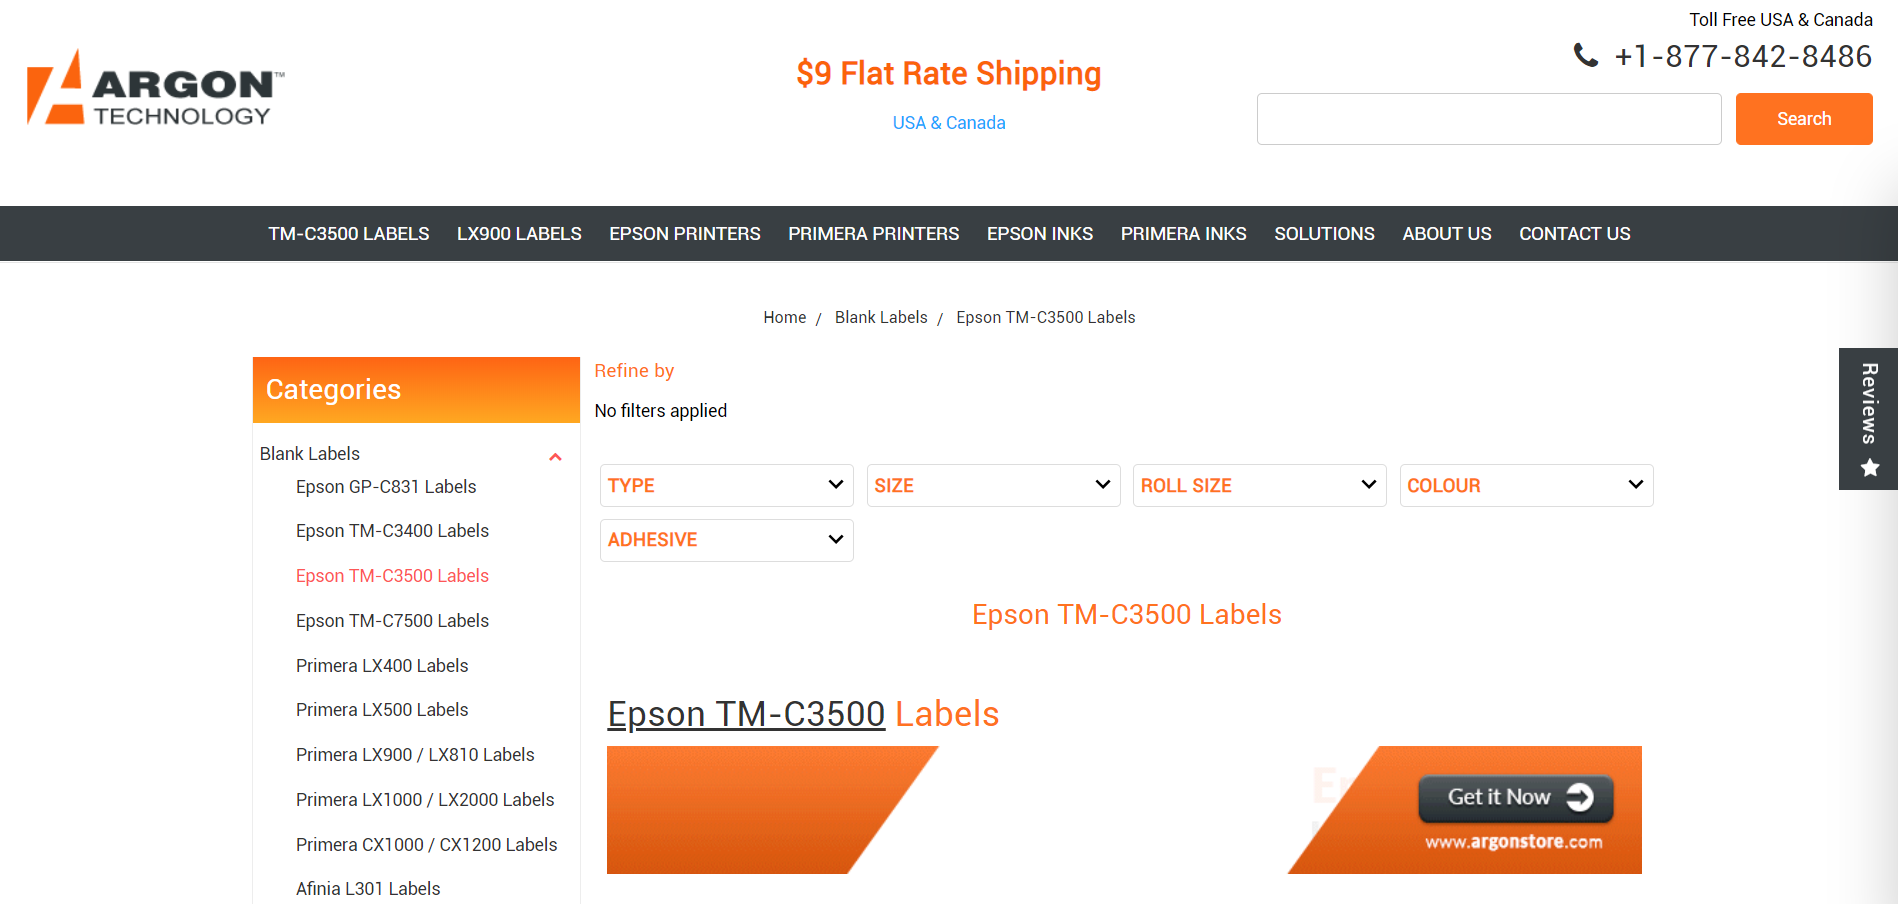 Toll Free USA & Canada
+1-877-842-8486
ARGON™
TECHNOLOGY
$9 Flat Rate Shipping
USA & Canada
Search
TM-C3500 LABELS LX900 LABELS EPSON PRINTERS PRIMERA PRINTERS EPSON INKS PRIMERA INKS SOLUTIONS ABOUT US CONTACT US
Home / Blank Labels / Epson TM-C3500 Labels
Categories
Blank Labels
Epson GP-C831 Labels
Epson TM-C3400 Labels
Epson TM-C3500 Labels
Epson TM-C7500 Labels
Primera LX400 Labels
Primera LX500 Labels
Primera LX900 / LX810 Labels
Primera LX1000 / LX2000 Labels
Primera CX1000 / CX1200 Labels
Afinia L301 Labels
Refine by
No filters applied
TYPE
SIZE
ROLL SIZE
COLOUR
ADHESIVE
Epson TM-C3500 Labels
Epson TM-C3500 Labels
Get it Now
www.argonstore.com
Reviews